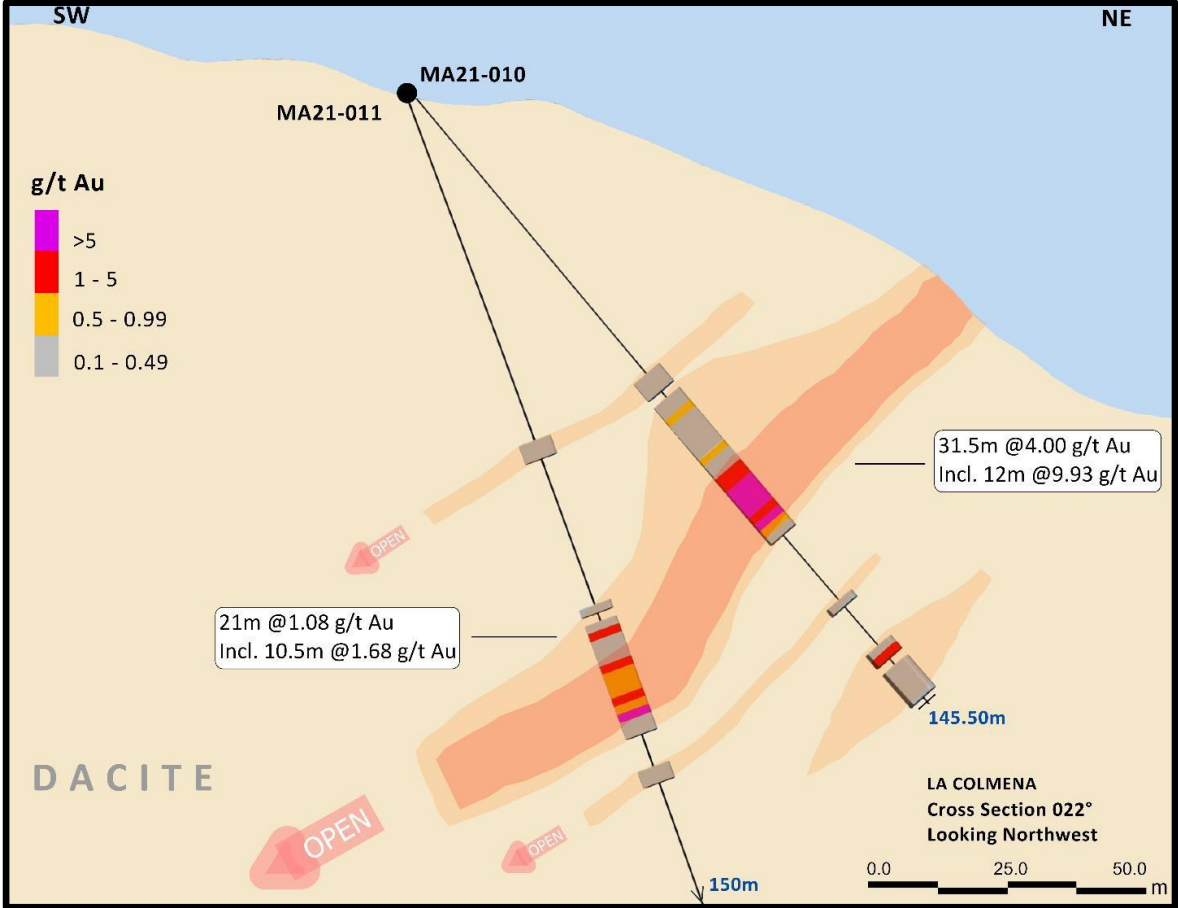 SW
NE
MA21-010
MA21-011
g/t Au
>5
1 - 5
0.5 - 0.99
0.1 - 0.49
31.5m @4.00 g/t Au
Incl. 12m @9.93 g/t Au
OPEN
21m @1.08 g/t Au
Incl. 10.5m @1.68 g/t Au
145.50m
DACITE
OPEN
OPEN
150m
LA COLMENA
Cross Section 022°
Looking Northwest
0.0 25.0 50.0
m